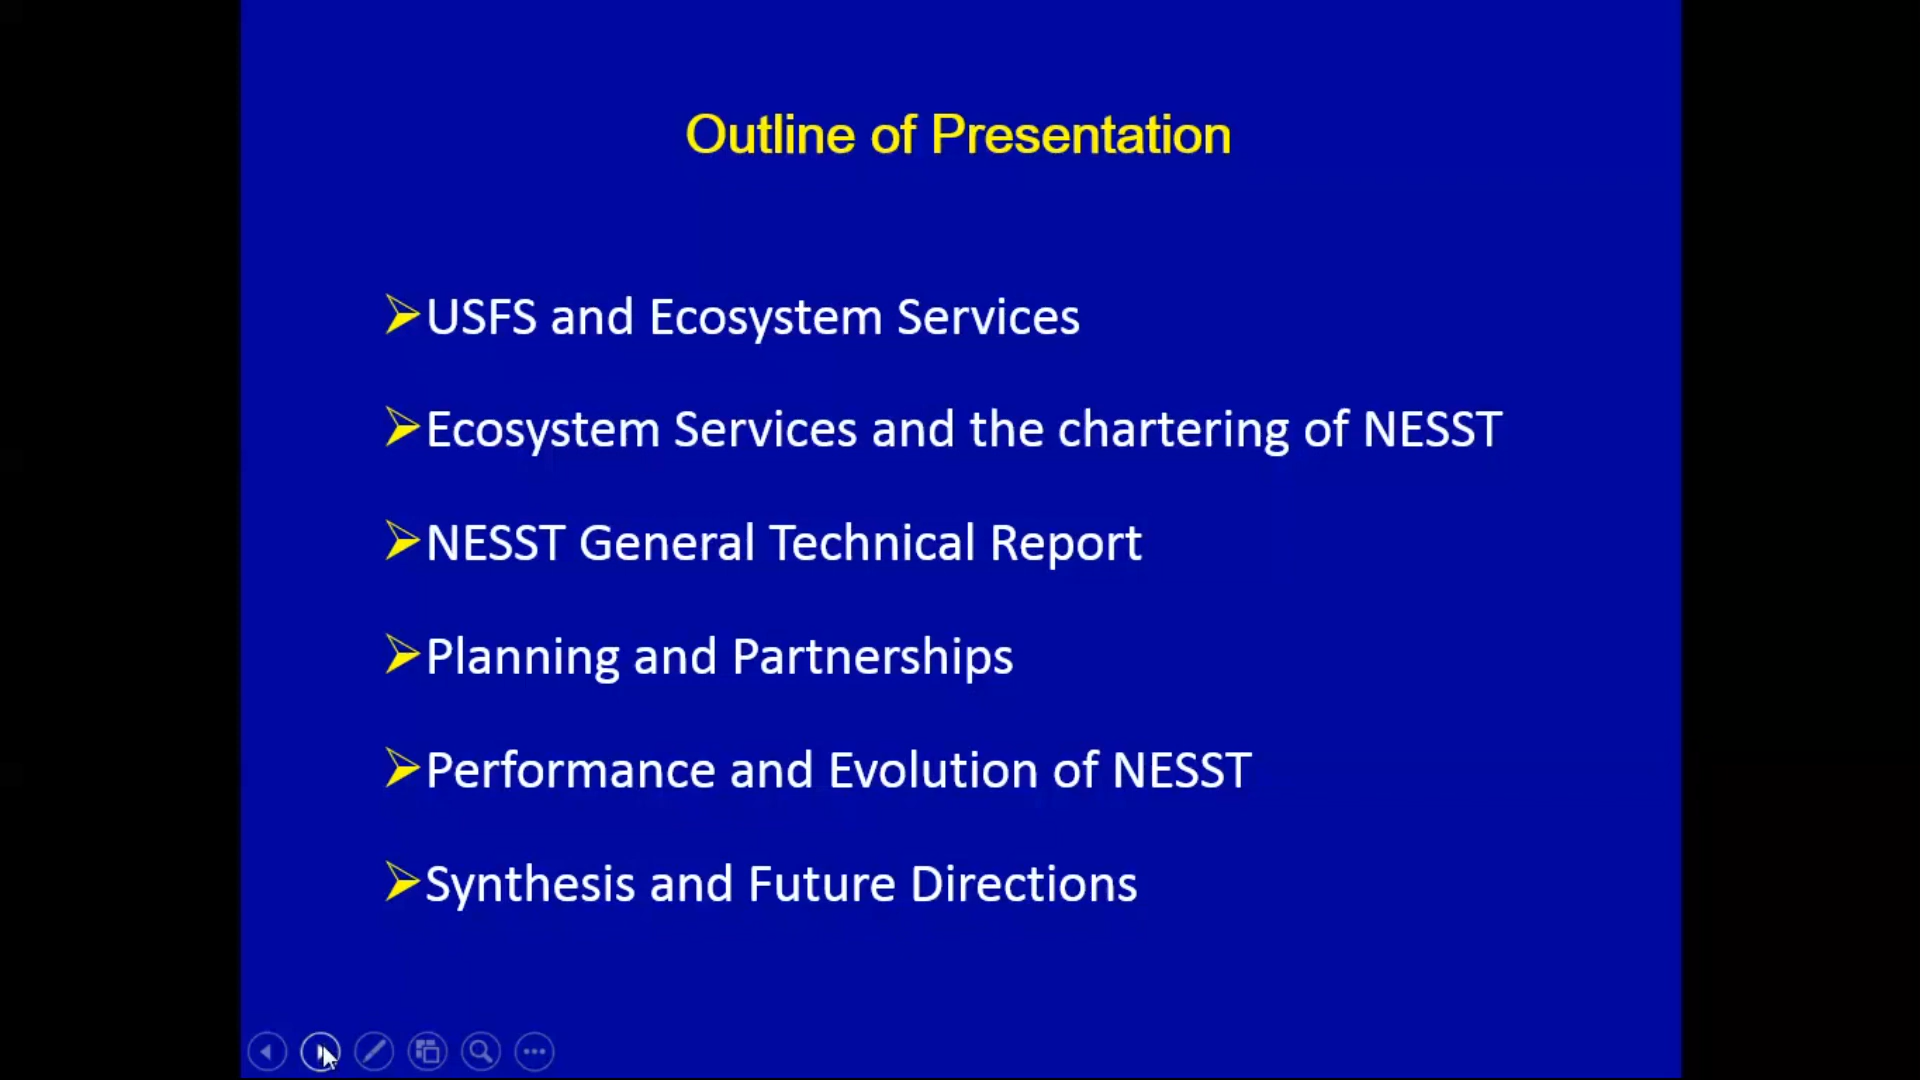 Outline of Presentation
USFS and Ecosystem Services
Ecosystem Services and the chartering of NESST
NESST General Technical Report
Planning and Partnerships
Performance and Evolution of NESST
Synthesis and Future Directions